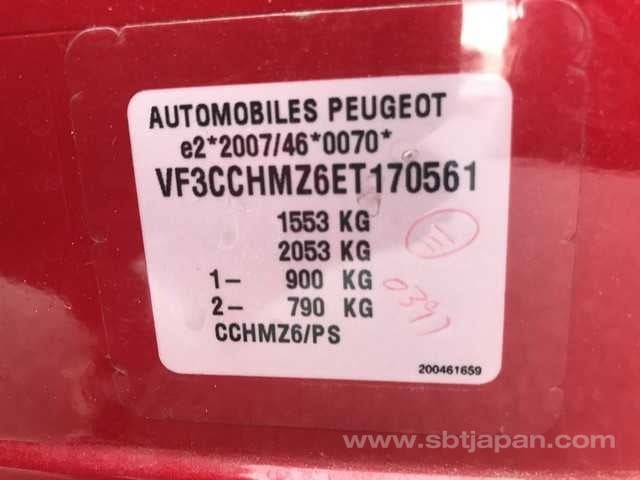 AUTOMOBILES PEUGEOT
e2*2007/46*0070*
VF3CCHMZ6ET170561
1553 KG
2053 KG
1- 900 KG
2- 790 KG
CCHMZ6/PS
200461659
www.sbtjapan.com